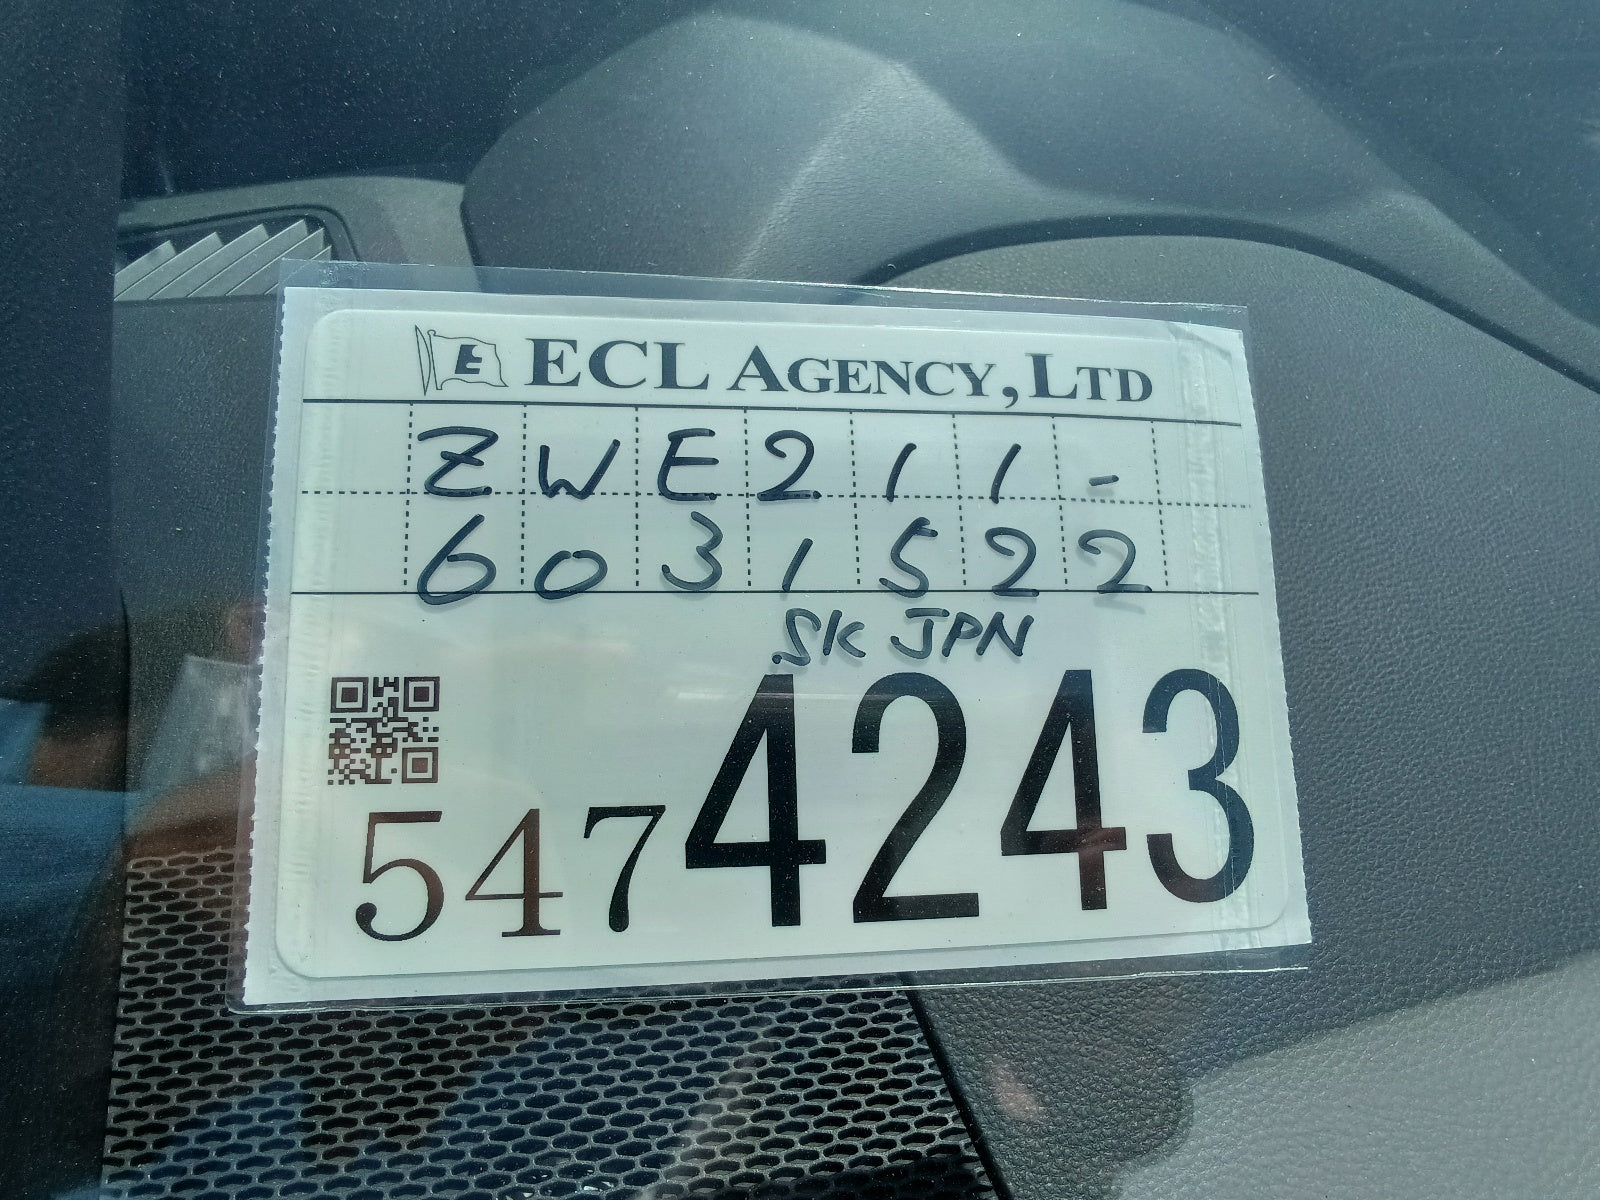 E ECL AGENCY, LTD
ZWE211-
6031522
SK JPN
5474243